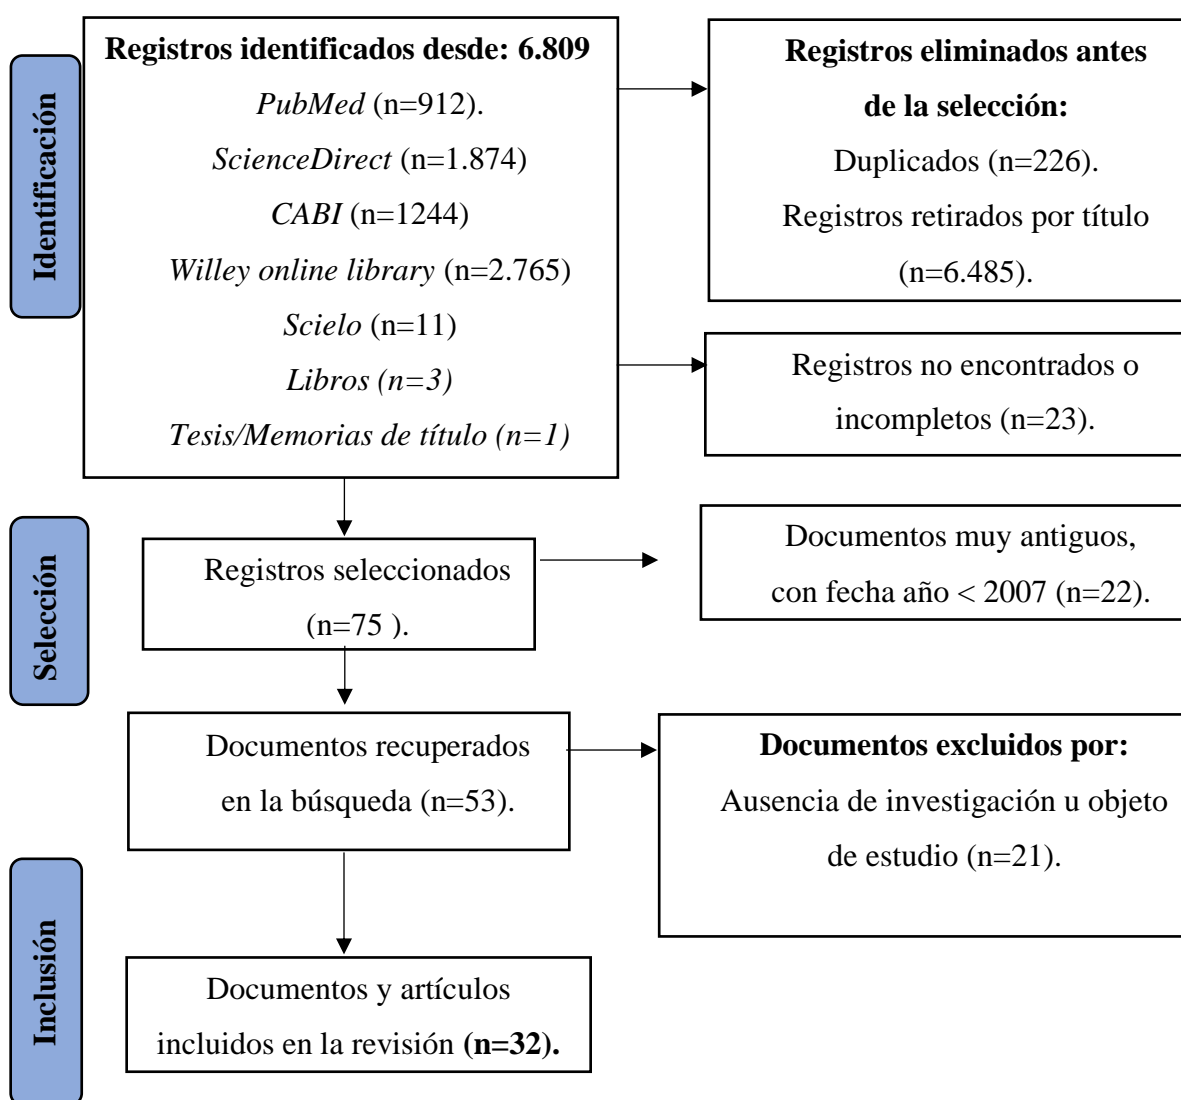 Identificación
Registros identificados desde: 6.809
PubMed (n=912).
ScienceDirect (n=1.874)
CABI (n=1244)
Willey online library (n=2.765)
Scielo (n=11)
Libros (n=3)
Tesis/Memorias de título (n=1)
Registros eliminados antes
de la selección:
Duplicados (n=226).
Registros retirados por título
(n=6.485).
Registros no encontrados o
incompletos (n=23).
Selección
Registros seleccionados
(n=75 ).
Documentos muy antiguos,
con fecha año < 2007 (n=22).
Documentos recuperados
en la búsqueda (n=53).
Documentos excluidos por:
Ausencia de investigación u objeto
de estudio (n=21).
Inclusión
Documentos y artículos
incluidos en la revisión (n=32).